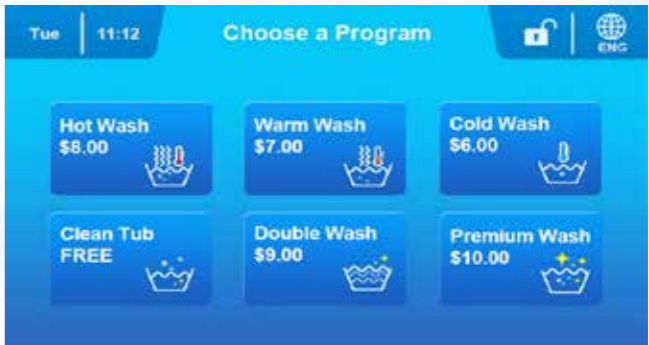 Tue 11:12 Choose a Program ENG
Hot Wash
$8.00
Warm Wash
$7.00
Cold Wash
$6.00
Clean Tub
FREE
Double Wash
$9.00
Premium Wash
$10.00